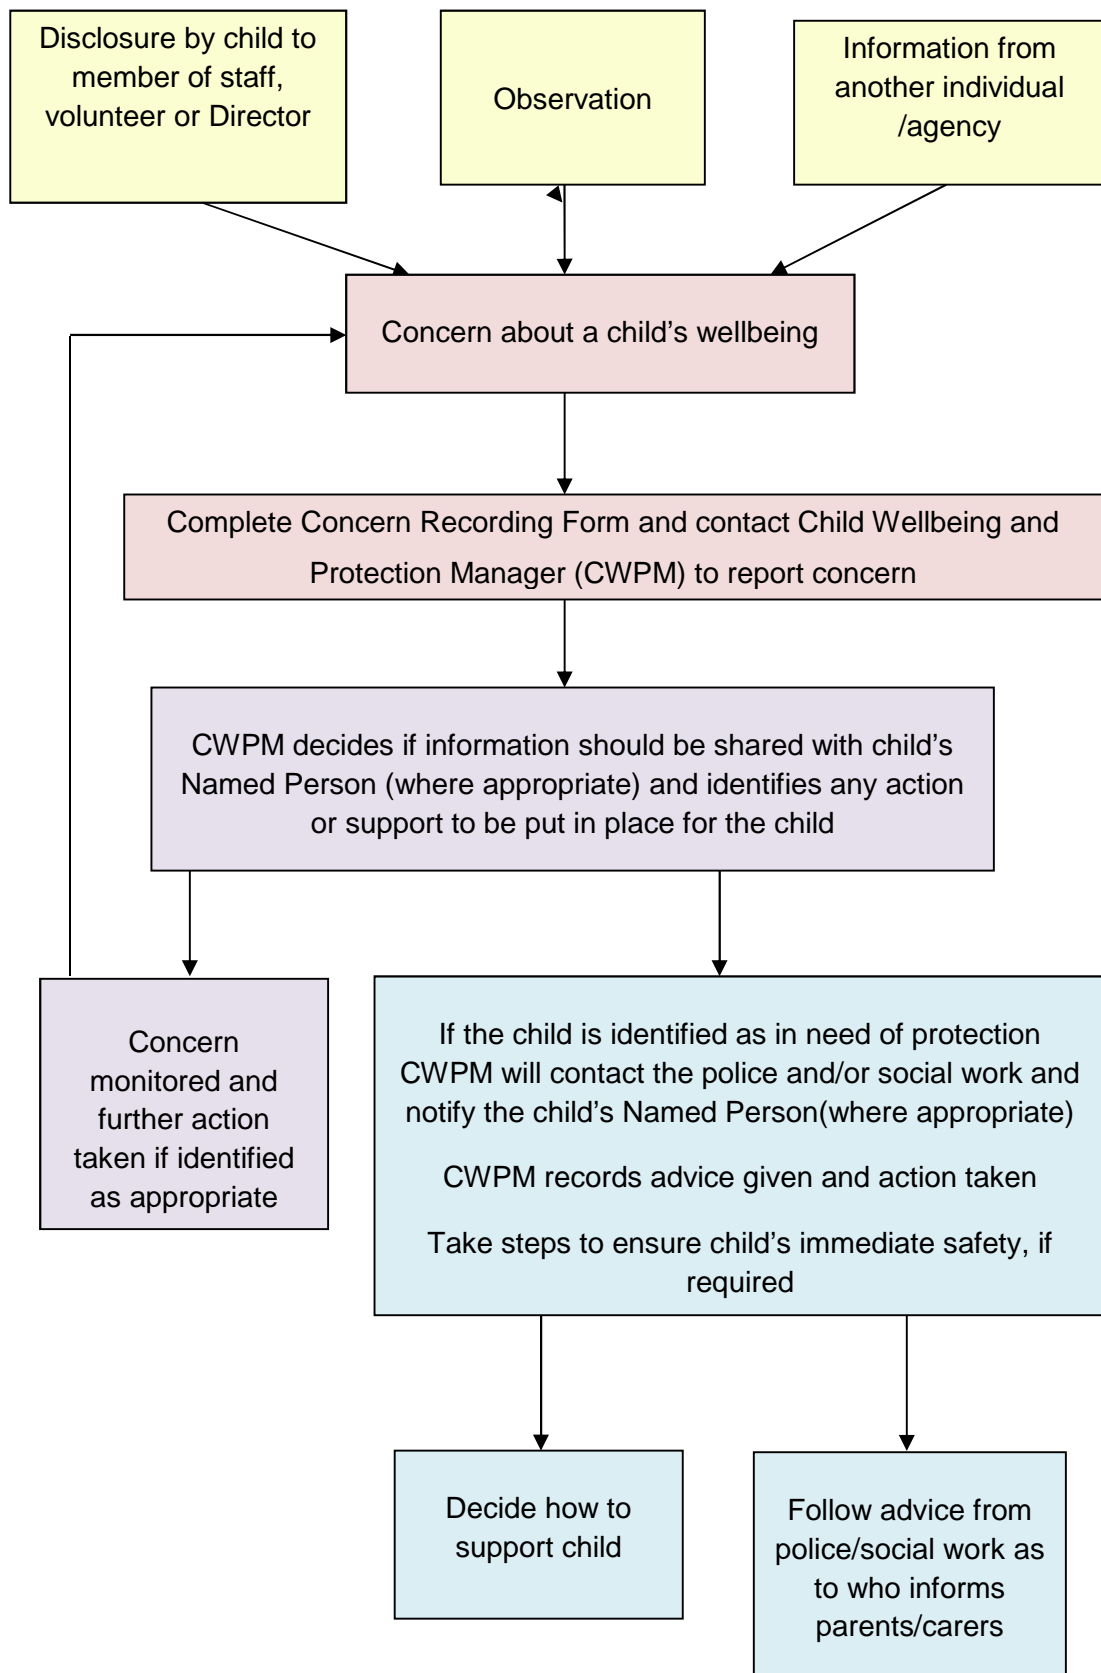 Disclosure by child to
member of staff,
volunteer or Director
Observation
Information from
another individual
/agency
Concern about a child’s wellbeing
Complete Concern Recording Form and contact Child Wellbeing and
Protection Manager (CWPM) to report concern
CWPM decides if information should be shared with child’s
Named Person (where appropriate) and identifies any action
or support to be put in place for the child
Concern
monitored and
further action
taken if identified
as appropriate
If the child is identified as in need of protection
CWPM will contact the police and/or social work and
notify the child’s Named Person(where appropriate)
CWPM records advice given and action taken
Take steps to ensure child’s immediate safety, if
required
Decide how to
support child
Follow advice from
police/social work as
to who informs
parents/carers